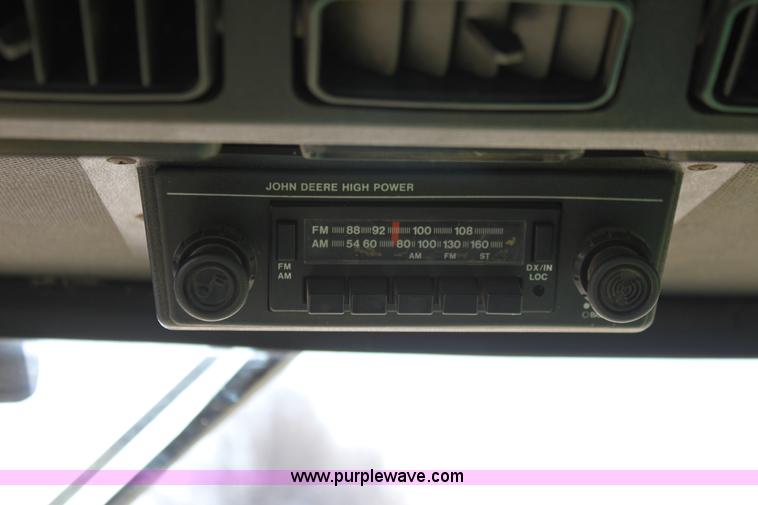 JOHN DEERE HIGH POWER
FM 88 92 100 108
AM 54 60 80 100 130 160
AM FM ST
FM
AM
DX/IN
LOC
www.purplewave.com